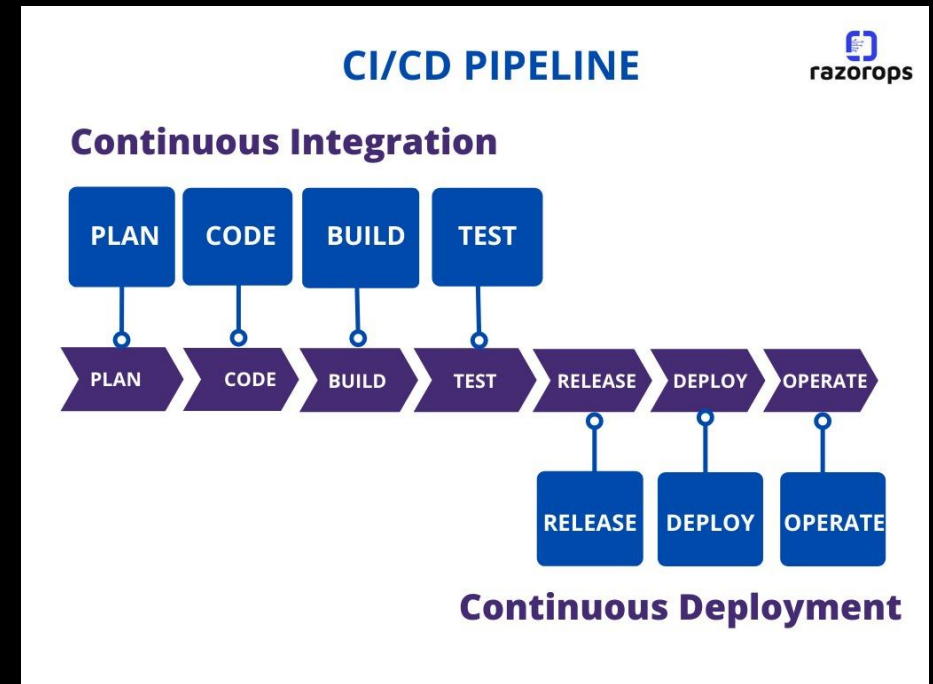 CI/CD PIPELINE
razorops
Continuous Integration
PLAN CODE BUILD TEST
PLAN CODE BUILD TEST RELEASE DEPLOY OPERATE
RELEASE DEPLOY OPERATE
Continuous Deployment